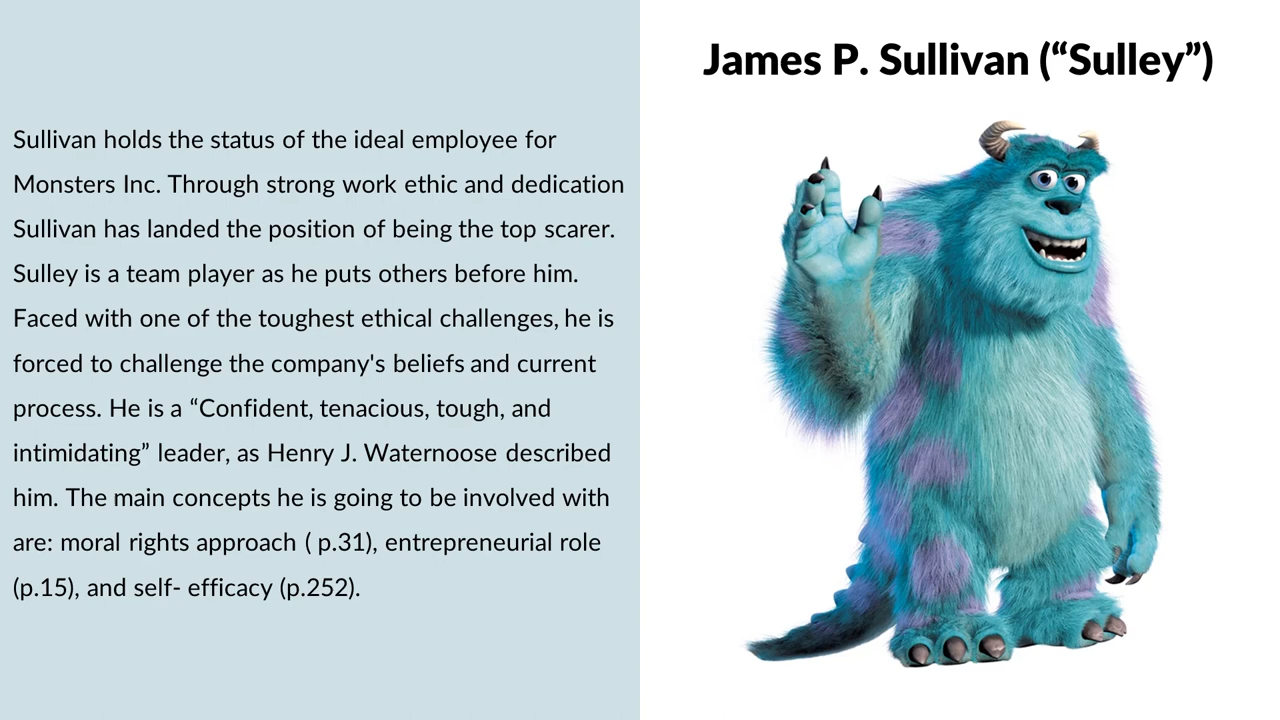 James P. Sullivan (“Sulley”)
Sullivan holds the status of the ideal employee for
Monsters Inc. Through strong work ethic and dedication
Sullivan has landed the position of being the top scarer.
Sulley is a team player as he puts others before him.
Faced with one of the toughest ethical challenges, he is
forced to challenge the company's beliefs and current
process. He is a “Confident, tenacious, tough, and
intimidating” leader, as Henry J. Waternoose described
him. The main concepts he is going to be involved with
are: moral rights approach ( p.31), entrepreneurial role
(p.15), and self- efficacy (p.252).